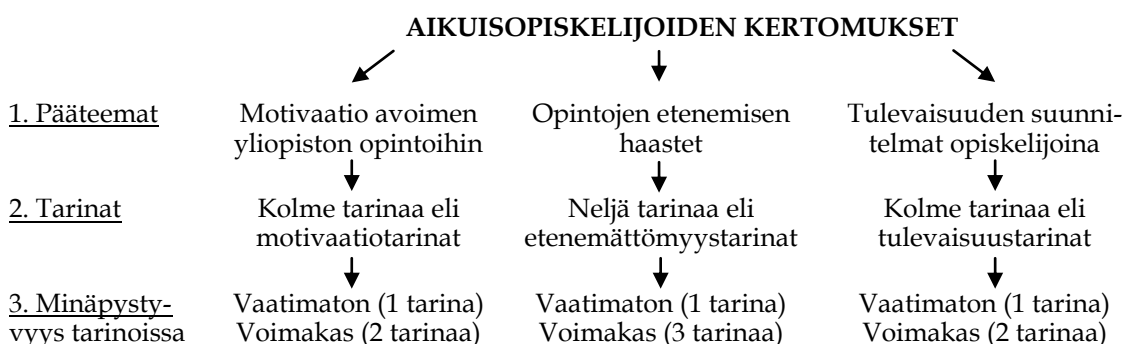 AIKUISOPISKELIJOIDEN KERTOMUKSET
1. Pääteemat Motivaatio avoimen Opintojen etenemisen Tulevaisuuden suunni-
yliopiston opintoihin haastet telmat opiskelijoina
2. Tarinat Kolme tarinaa eli Neljä tarinaa eli Kolme tarinaa eli
motivaatiotarinat etenemättömyystarinat tulevaisuustarinat
3. Minäpysty- Vaatimaton (1 tarina) Vaatimaton (1 tarina) Vaatimaton (1 tarina)
vyys tarinoissa Voimakas (2 tarinaa) Voimakas (3 tarinaa) Voimakas (2 tarinaa)